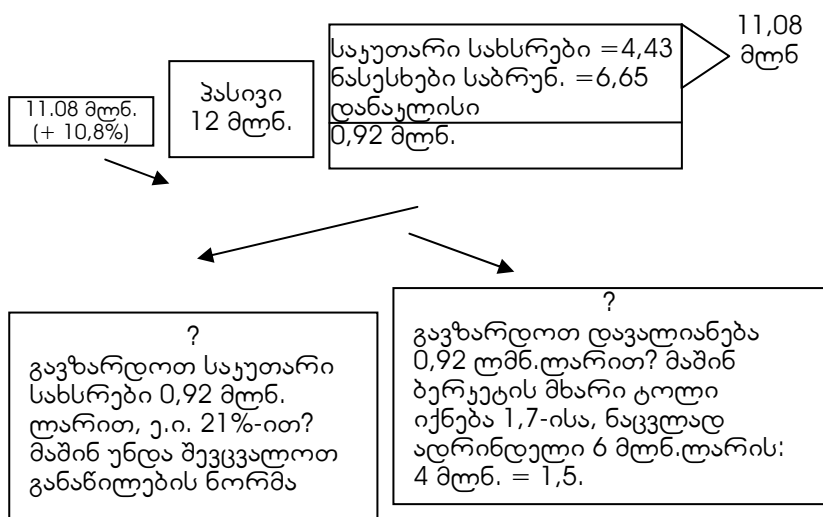 11.08 მლნ.
(+ 10,8%)
პასივი
12 მლნ.
საკუთარი სახსრები =4,43
ნასესხები საბრუნ. =6,65
დანაკლისი
0,92 მლნ.
11,08
მლნ
?
გავზარდოთ საკუთარი
სახსრები 0,92 მლნ.
ლარით, ე.ი. 21%-ით?
მაშინ უნდა შევცვალოთ
განაწილების ნორმა
?
გავზარდოთ დავალიანება
0,92 ლმნ.ლარით? მაშინ
ბერკეტის მხარი ტოლი
იქნება 1,7-ისა, ნაცვლად
ადრინდელი 6 მლნ.ლარის:
4 მლნ. = 1,5.